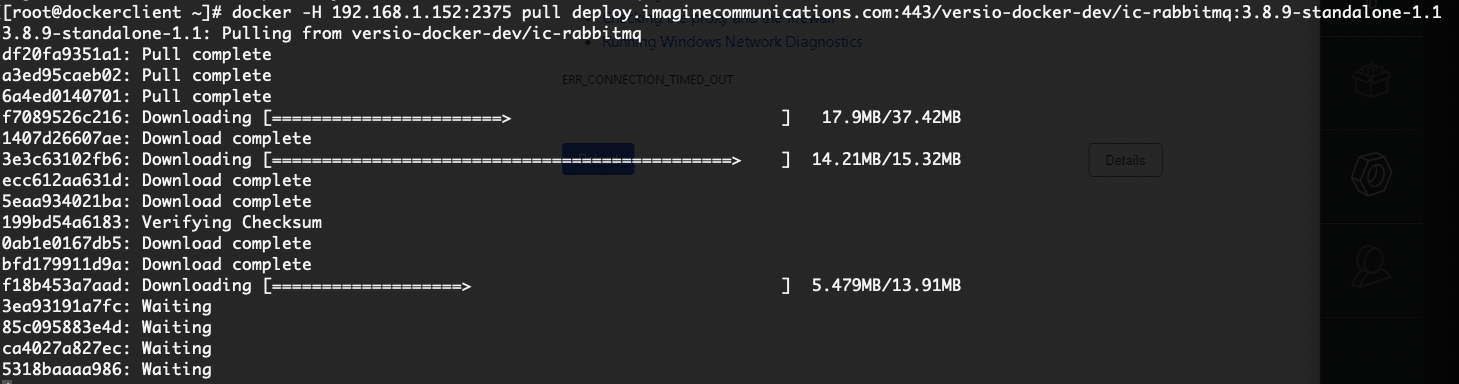 [root@dockerclient ~]# docker -H 192.168.1.152:2375 pull deploy.imaginecommunications.com:443/versio-docker-dev/ic-rabbitmq:3.8.9-standalone-1.1
3.8.9-standalone-1.1: Pulling from versio-docker-dev/ic-rabbitmq
Running Windows Network Diagnostics
df20fa9351a1: Pull complete
a3ed95caeb02: Pull complete
ERR_CONNECTION_TIMED_OUT
6a4ed0140701: Pull complete
f7089526c216: Downloading [=======================> ] 17.9MB/37.42MB
1407d26607ae: Download complete
3e3c63102fb6: Downloading [==============================================> ] 14.21MB/15.32MB
Details
ecc612aa631d: Download complete
5eaa934021ba: Download complete
199bd54a6183: Verifying Checksum
0ab1e0167db5: Download complete
bfd179911d9a: Download complete
f18b453a7aad: Downloading [===================> ] 5.479MB/13.91MB
3ea93191a7fc: Waiting
85c095883e4d: Waiting
ca4027a827ec: Waiting
5318baaaa986: Waiting